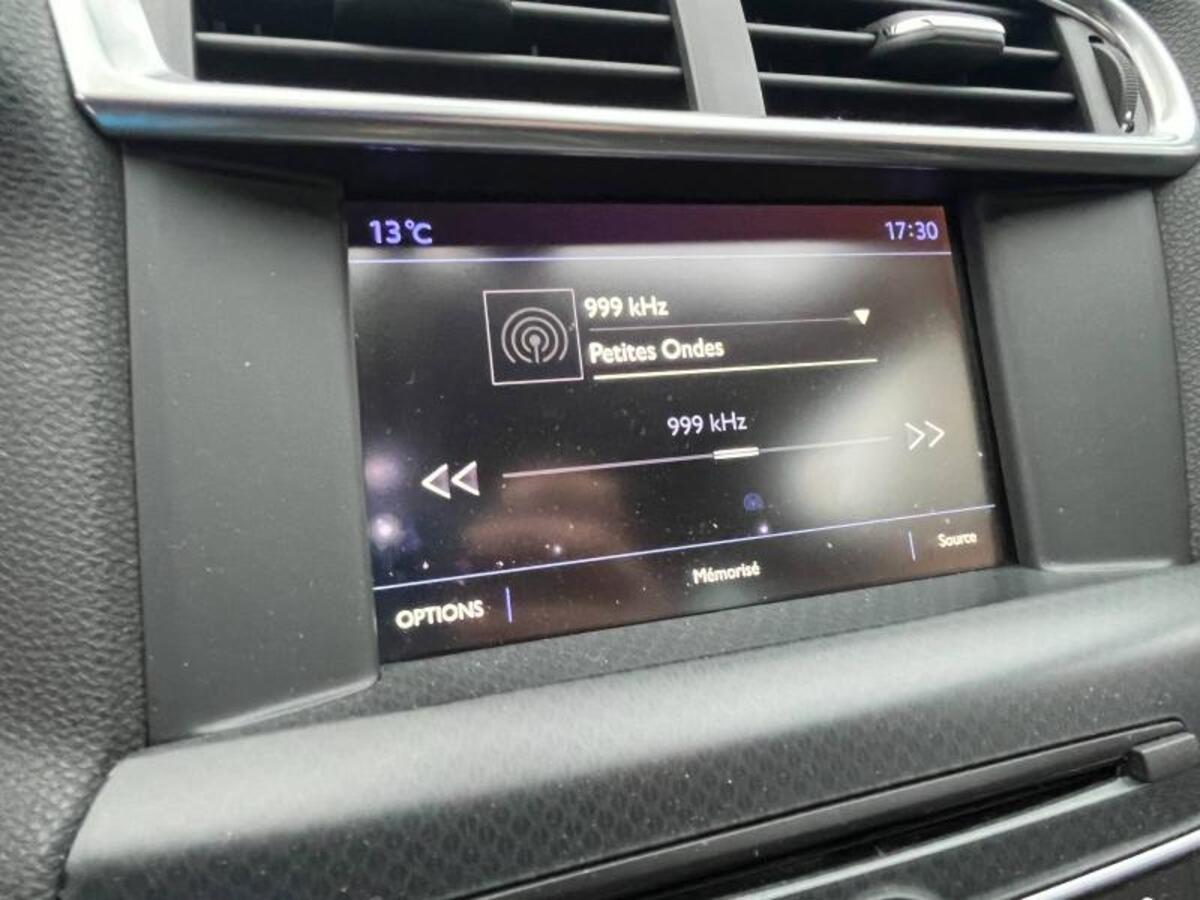 13°C
17:30
999 kHz
Petites Ondes
999 kHz
OPTIONS
Mémorisé
Source